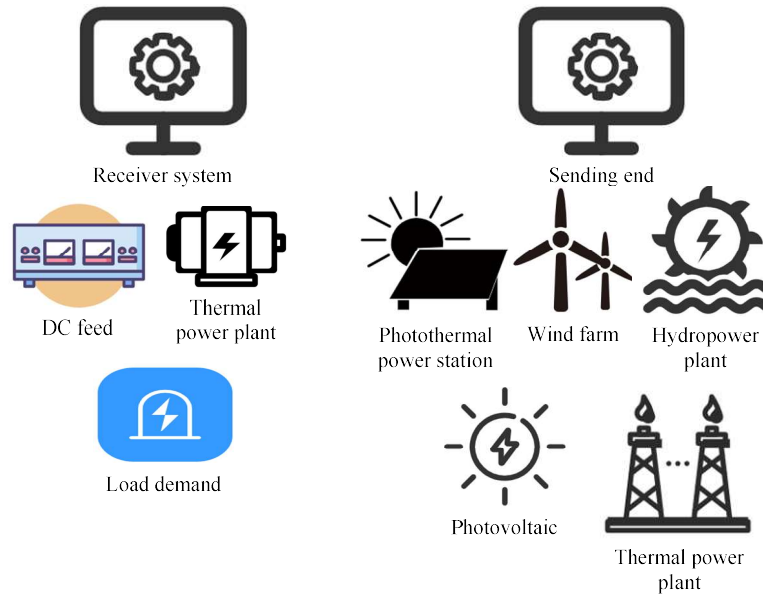 Receiver system
Sending end
DC feed
Thermal
power plant
Photothermal
power station
Wind farm
Hydropower
plant
Load demand
Photovoltaic
Thermal power
plant